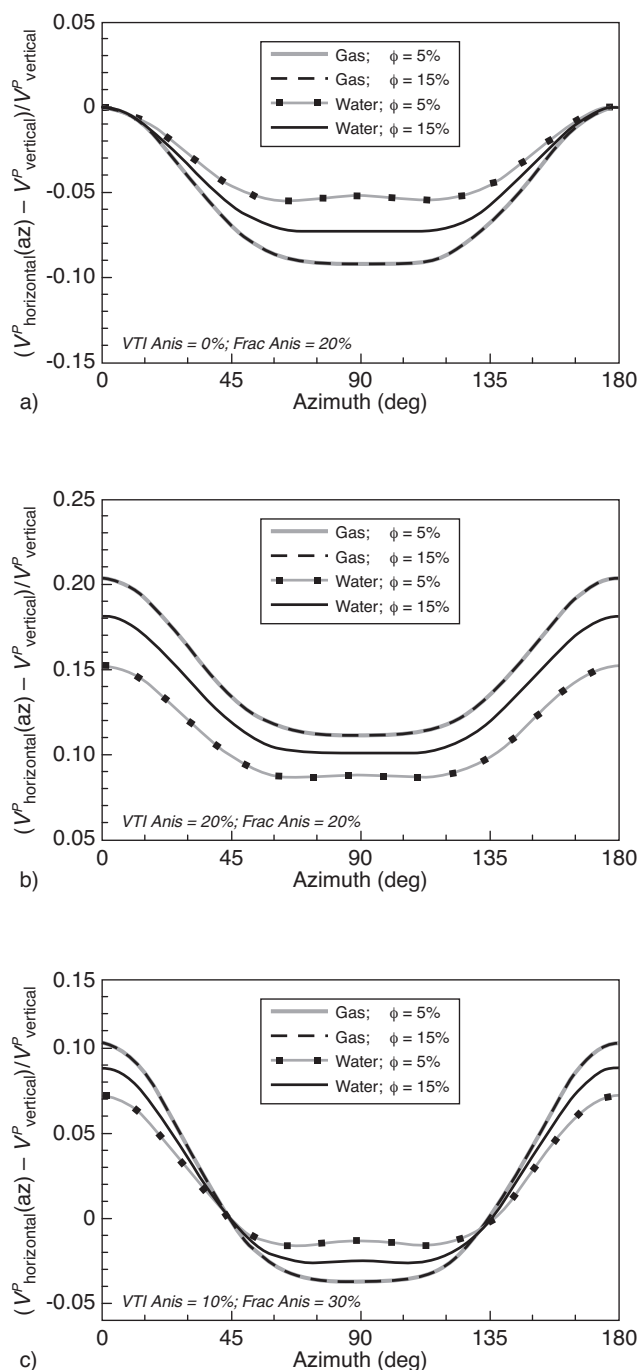 0.05
0
-0.05
-0.10
-0.15
(V^P_horizontal(az) – V^P_vertical)/V^P_vertical
Gas; ϕ = 5%
Gas; ϕ = 15%
Water; ϕ = 5%
Water; ϕ = 15%
VTI Anis = 0%; Frac Anis = 20%
0 45 90 135 180
a) Azimuth (deg)
0.25
0.20
0.15
0.10
0.05
(V^P_horizontal(az) – V^P_vertical)/V^P_vertical
Gas; ϕ = 5%
Gas; ϕ = 15%
Water; ϕ = 5%
Water; ϕ = 15%
VTI Anis = 20%; Frac Anis = 20%
0 45 90 135 180
b) Azimuth (deg)
0.15
0.10
0.05
0
-0.05
(V^P_horizontal(az) – V^P_vertical)/V^P_vertical
Gas; ϕ = 5%
Gas; ϕ = 15%
Water; ϕ = 5%
Water; ϕ = 15%
VTI Anis = 10%; Frac Anis = 30%
0 45 90 135 180
c) Azimuth (deg)